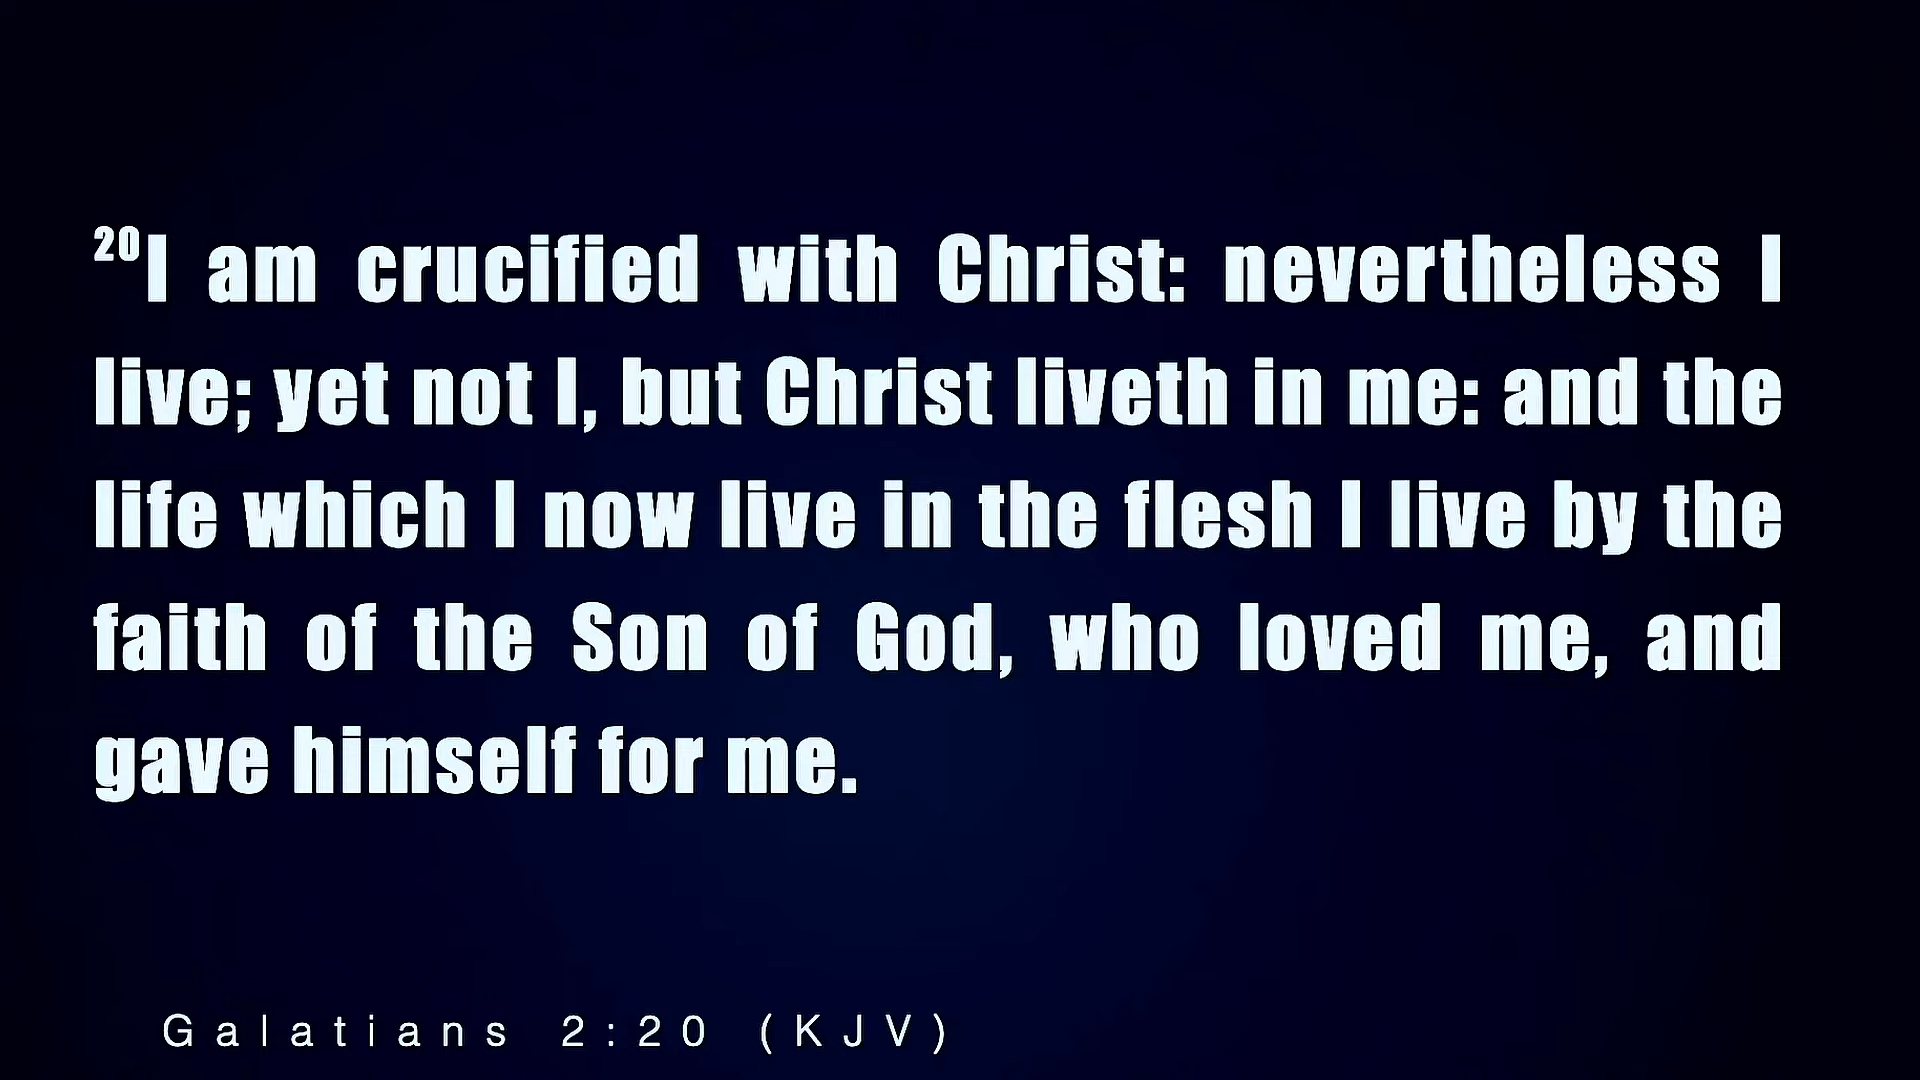 20I am crucified with Christ: nevertheless I
live; yet not I, but Christ liveth in me: and the
life which I now live in the flesh I live by the
faith of the Son of God, who loved me, and
gave himself for me.
Galatians 2:20 (KJV)